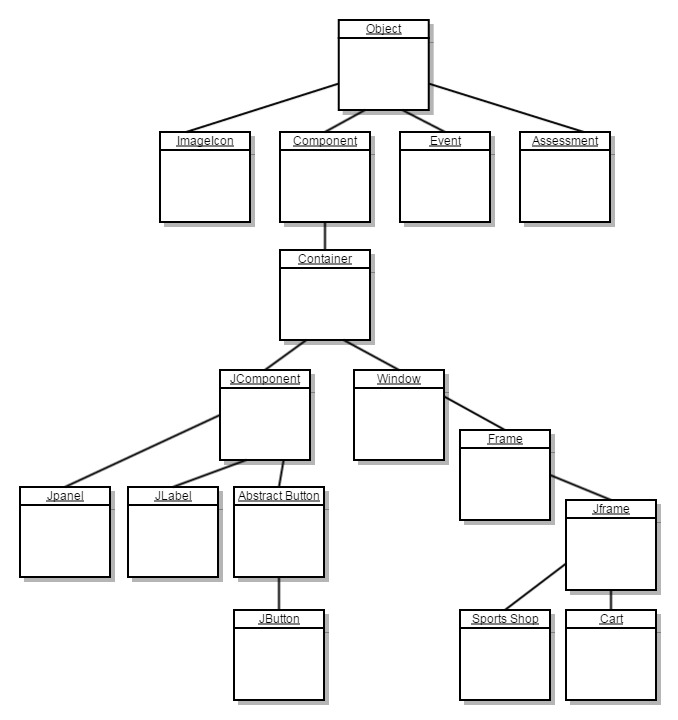 Object
ImageIcon
Component
Event
Assessment
Container
JComponent
Window
Frame
Jpanel
JLabel
Abstract Button
Jframe
JButton
Sports Shop
Cart